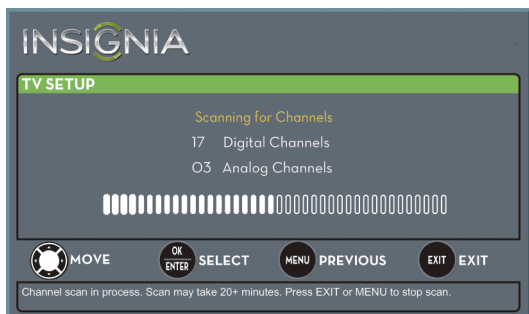 INSIGNIA
TV SETUP
Scanning for Channels
17 Digital Channels
03 Analog Channels
MOVE OK ENTER SELECT MENU PREVIOUS EXIT EXIT
Channel scan in process. Scan may take 20+ minutes. Press EXIT or MENU to stop scan.